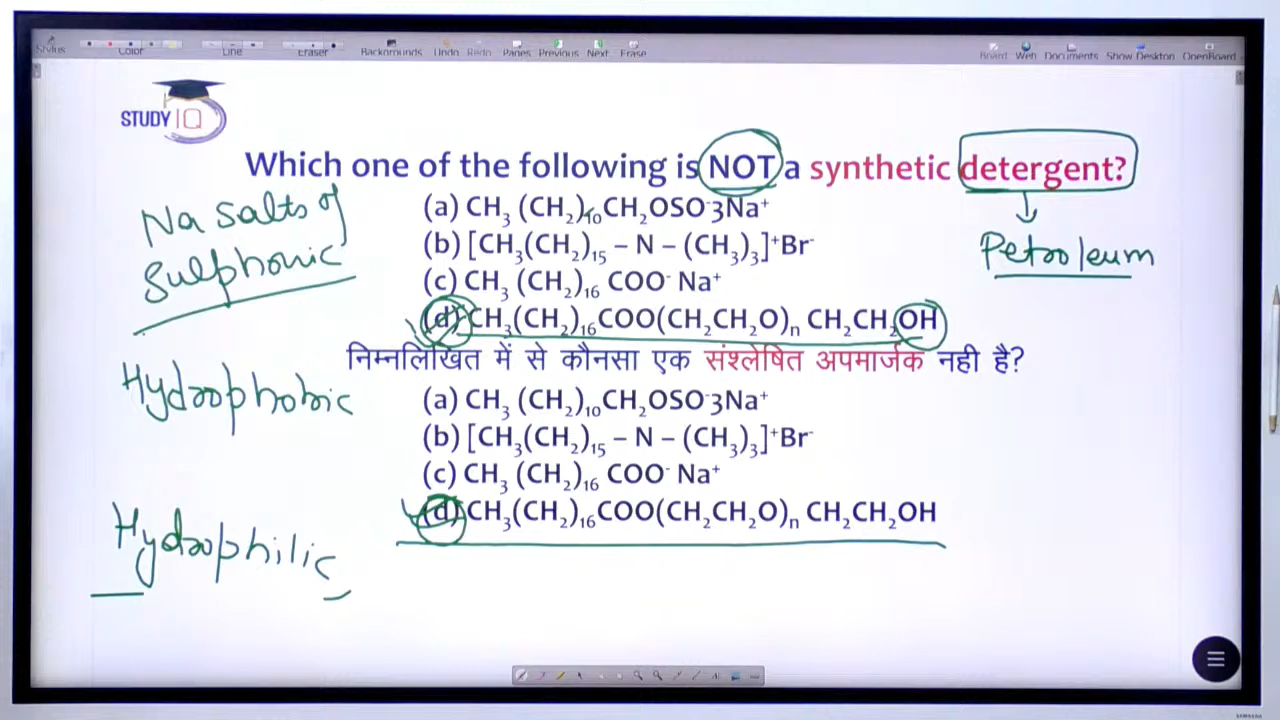 Stylus Color Line Eraser Backgrounds Undo Redo Pages Previous Next Erase Board Web Documents Show Desktop OpenBoard
STUDY IQ
Which one of the following is NOT a synthetic detergent?
Na salts of
Sulphonic
(a) CH₃ (CH₂)₁₀CH₂OSO⁻3Na⁺
(b) [CH₃(CH₂)₁₅ – N – (CH₃)₃]⁺Br⁻
(c) CH₃ (CH₂)₁₆ COO⁻ Na⁺
(d) CH₃(CH₂)₁₆COO(CH₂CH₂O)ₙ CH₂CH₂OH
Petroleum
निम्नलिखित में से कौनसा एक संश्लेषित अपमार्जक नही है?
Hydrophobic
(a) CH₃ (CH₂)₁₀CH₂OSO⁻3Na⁺
(b) [CH₃(CH₂)₁₅ – N – (CH₃)₃]⁺Br⁻
(c) CH₃ (CH₂)₁₆ COO⁻ Na⁺
(d) CH₃(CH₂)₁₆COO(CH₂CH₂O)ₙ CH₂CH₂OH
Hydrophilic
SAMSUNG